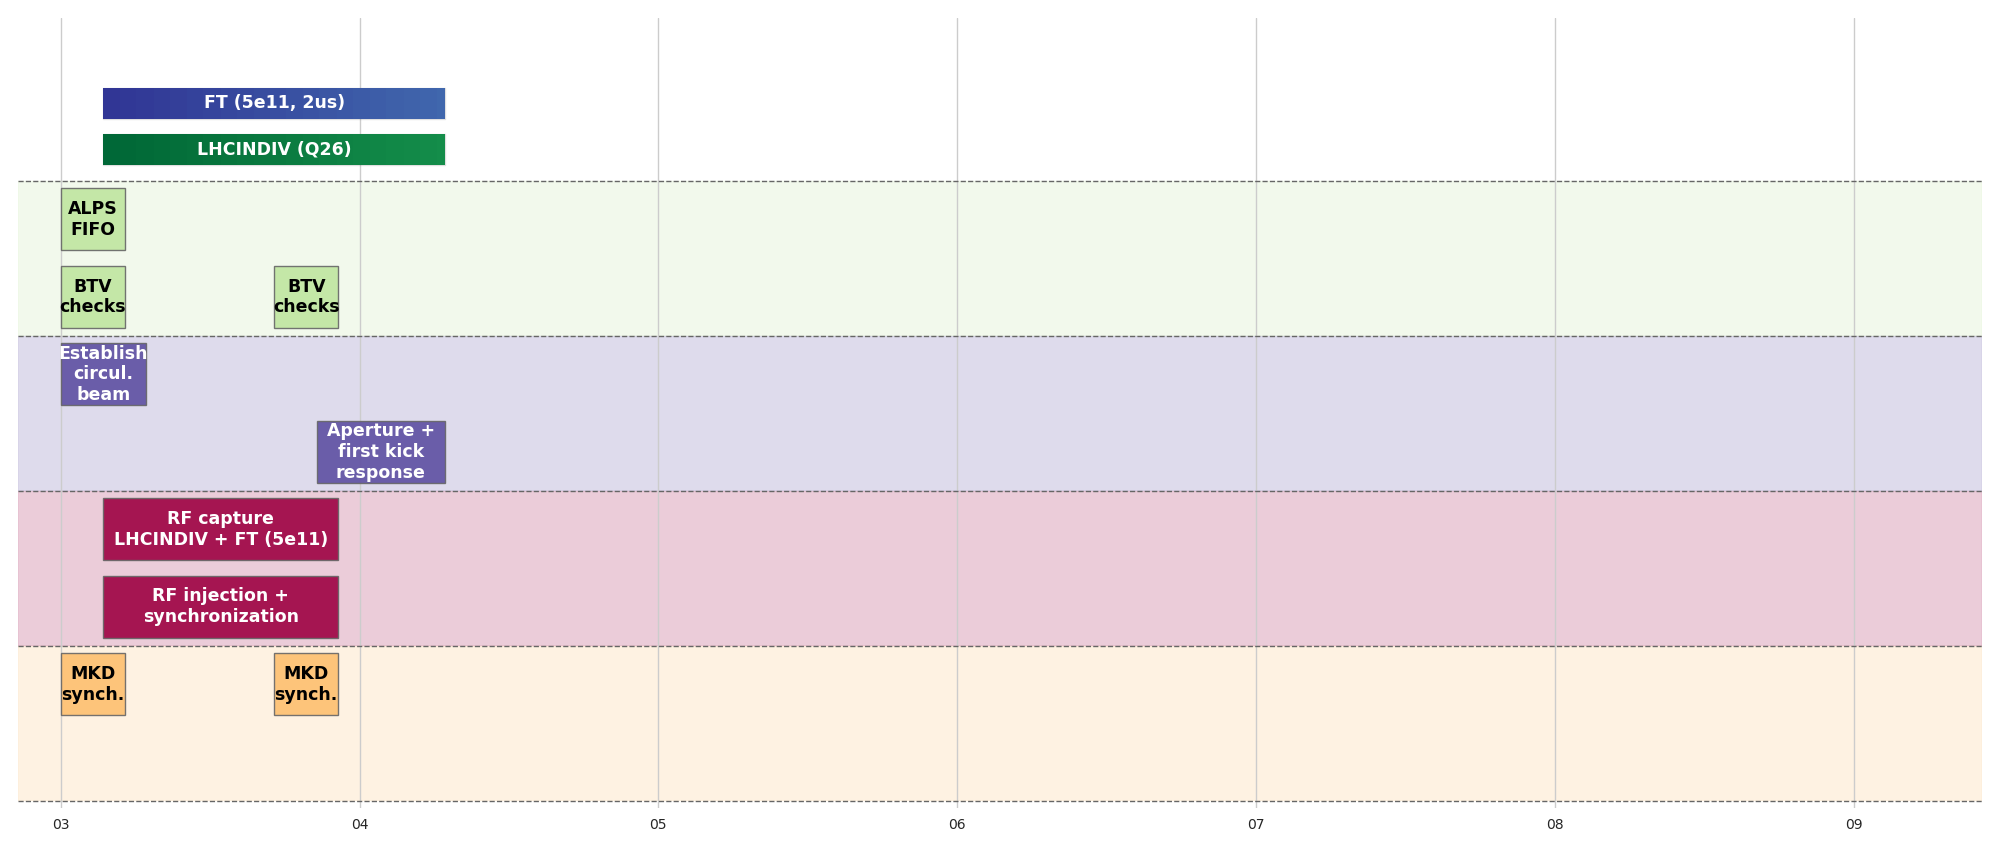 FT (5e11, 2us)
LHCINDIV (Q26)
ALPS
FIFO
BTV
checks
BTV
checks
Establish
circul.
beam
Aperture +
first kick
response
RF capture
LHCINDIV + FT (5e11)
RF injection +
synchronization
MKD
synch.
MKD
synch.
03
04
05
06
07
08
09